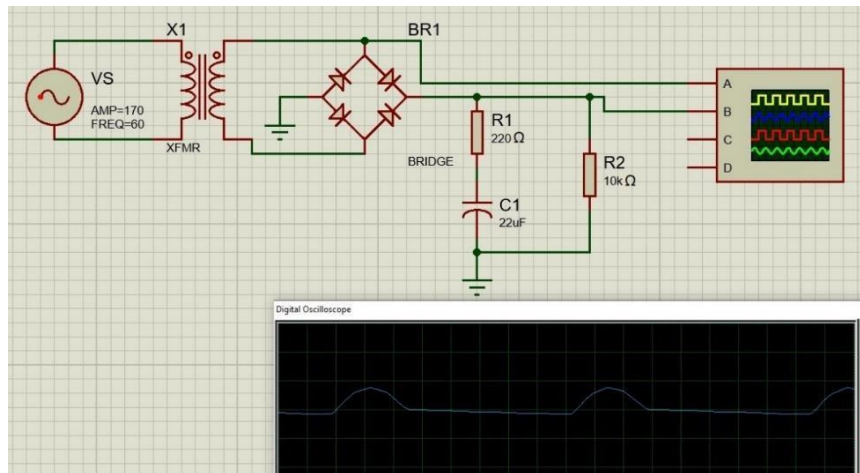 X1
BR1
VS
AMP=170
FREQ=60
XFMR
BRIDGE
R1
220Ω
R2
10kΩ
C1
22uF
A
B
C
D
Digital Oscilloscope